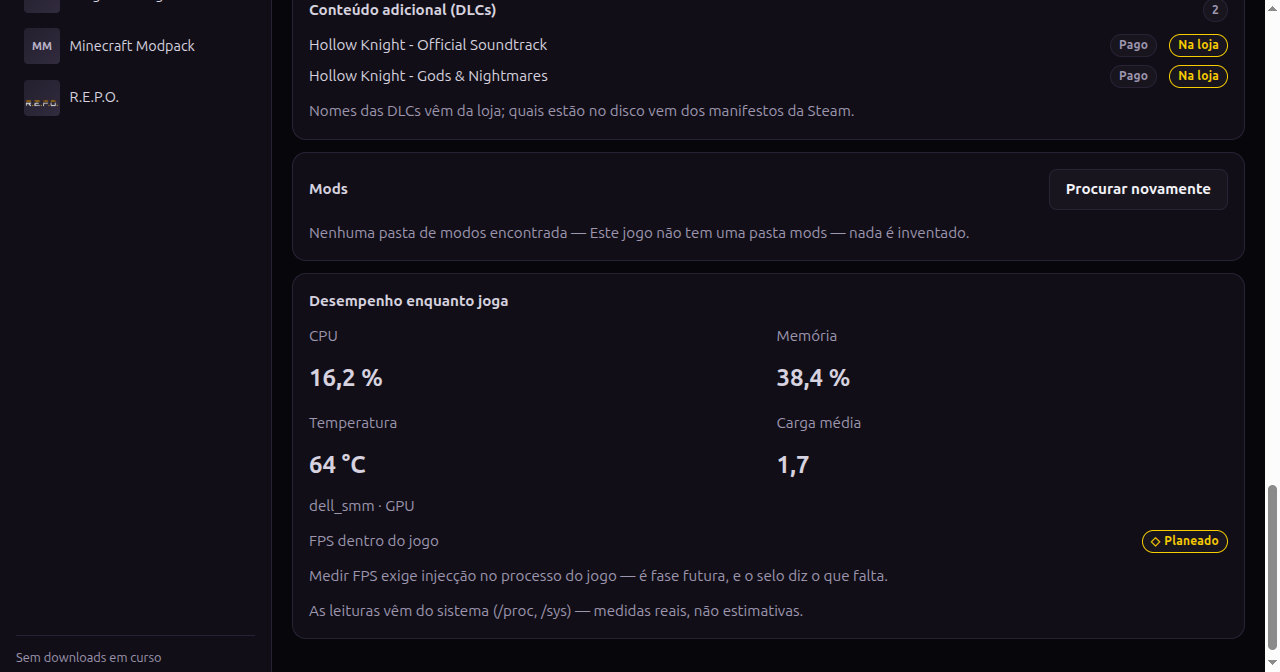 MM
Minecraft Modpack
R.E.P.O.
R.E.P.O.
Sem downloads em curso
Conteúdo adicional (DLCs)
2
Hollow Knight - Official Soundtrack
Pago
Na loja
Hollow Knight - Gods & Nightmares
Pago
Na loja
Nomes das DLCs vêm da loja; quais estão no disco vem dos manifestos da Steam.
Mods
Procurar novamente
Nenhuma pasta de modos encontrada — Este jogo não tem uma pasta mods — nada é inventado.
Desempenho enquanto joga
CPU
Memória
16,2 %
38,4 %
Temperatura
Carga média
64 °C
1,7
dell_smm · GPU
FPS dentro do jogo
◇ Planeado
Medir FPS exige injecção no processo do jogo — é fase futura, e o selo diz o que falta.
As leituras vêm do sistema (/proc, /sys) — medidas reais, não estimativas.